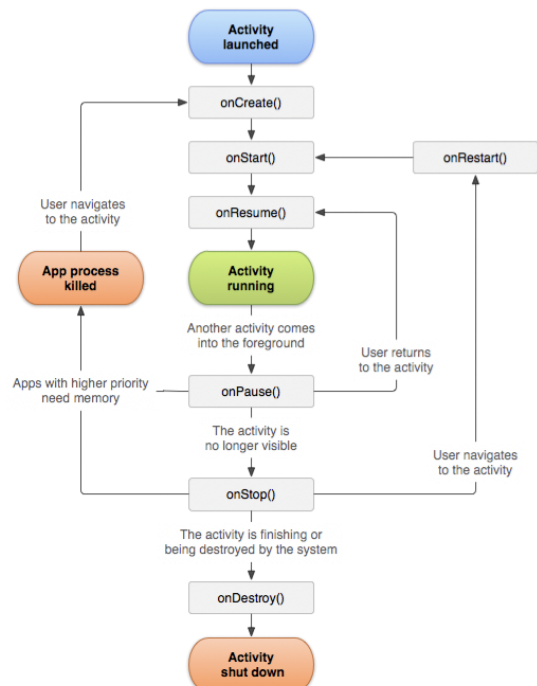 Activity
launched
onCreate()
onStart()
onRestart()
User navigates
to the activity
onResume()
App process
killed
Activity
running
Another activity comes
into the foreground
User returns
to the activity
Apps with higher priority
need memory
onPause()
The activity is
no longer visible
User navigates
to the activity
onStop()
The activity is finishing or
being destroyed by the system
onDestroy()
Activity
shut down